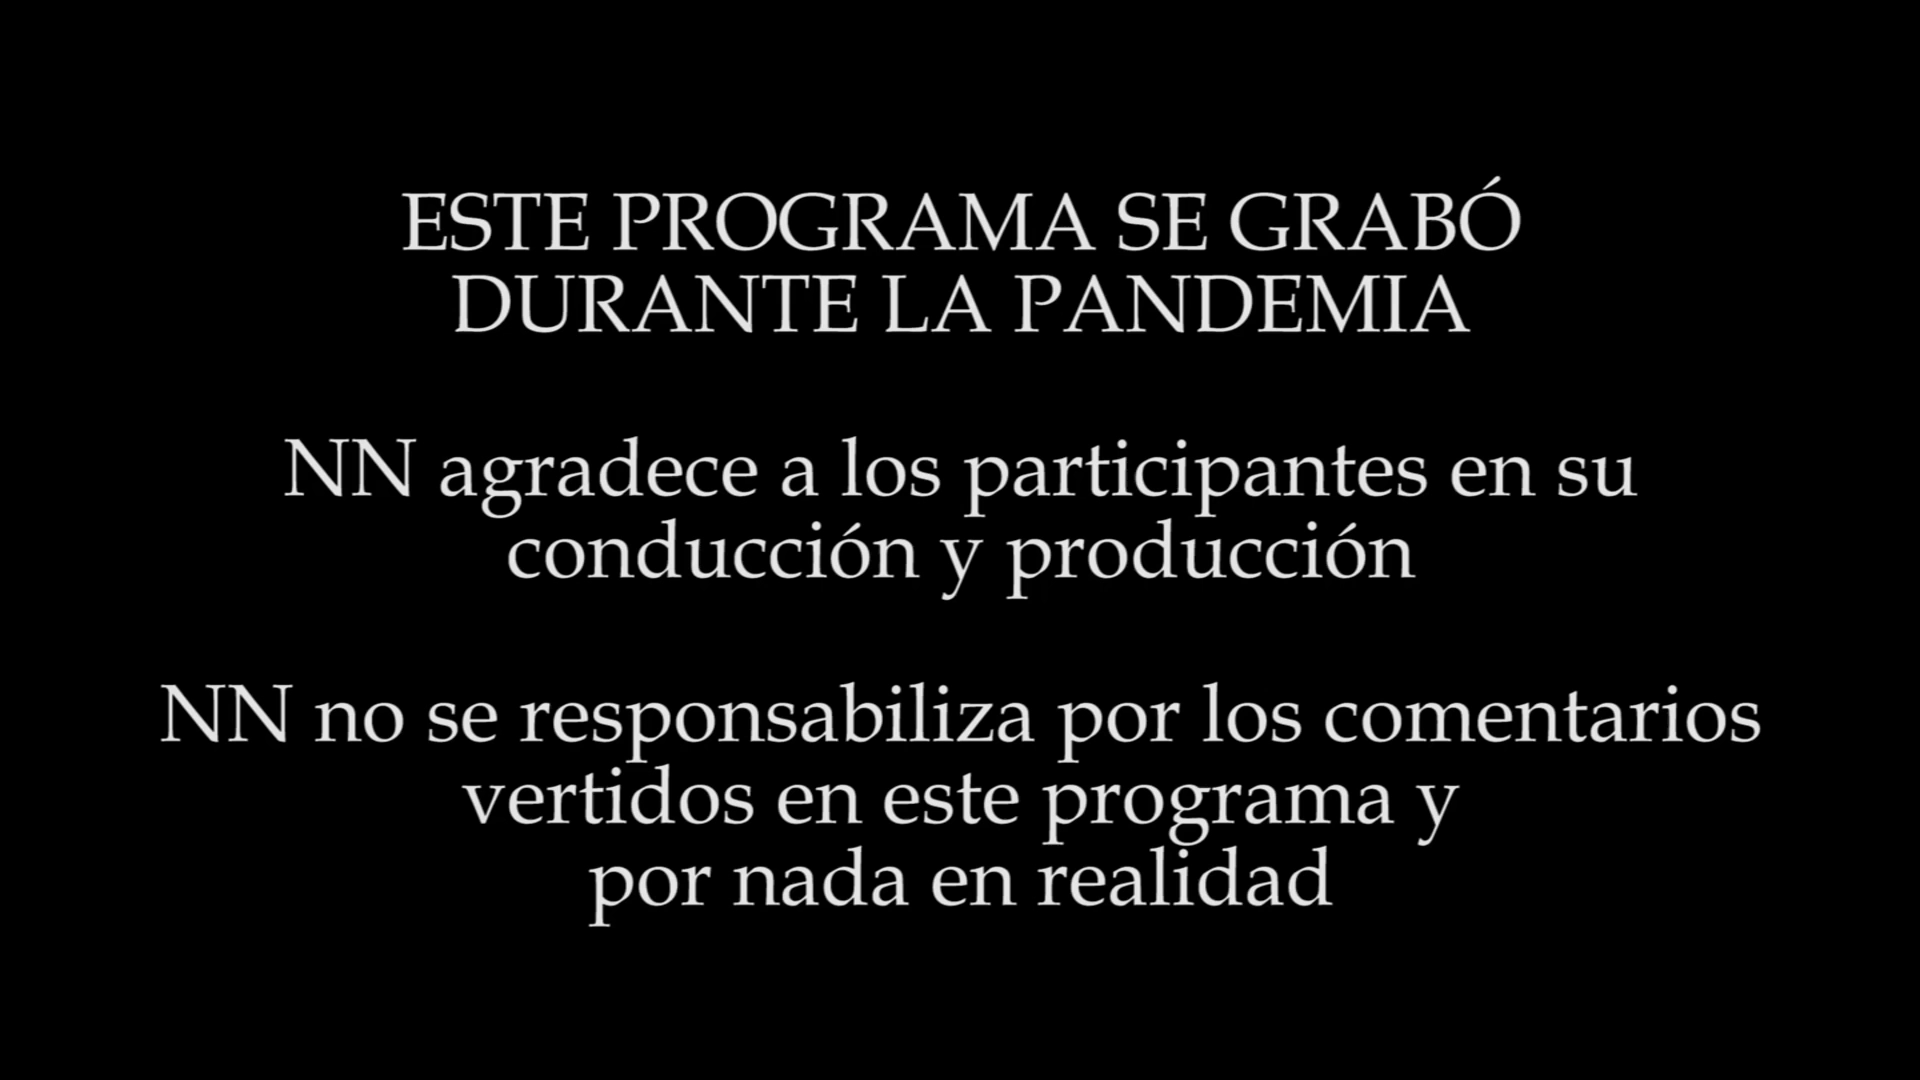 ESTE PROGRAMA SE GRABÓ
DURANTE LA PANDEMIA
NN agradece a los participantes en su
conducción y producción
NN no se responsabiliza por los comentarios
vertidos en este programa y
por nada en realidad